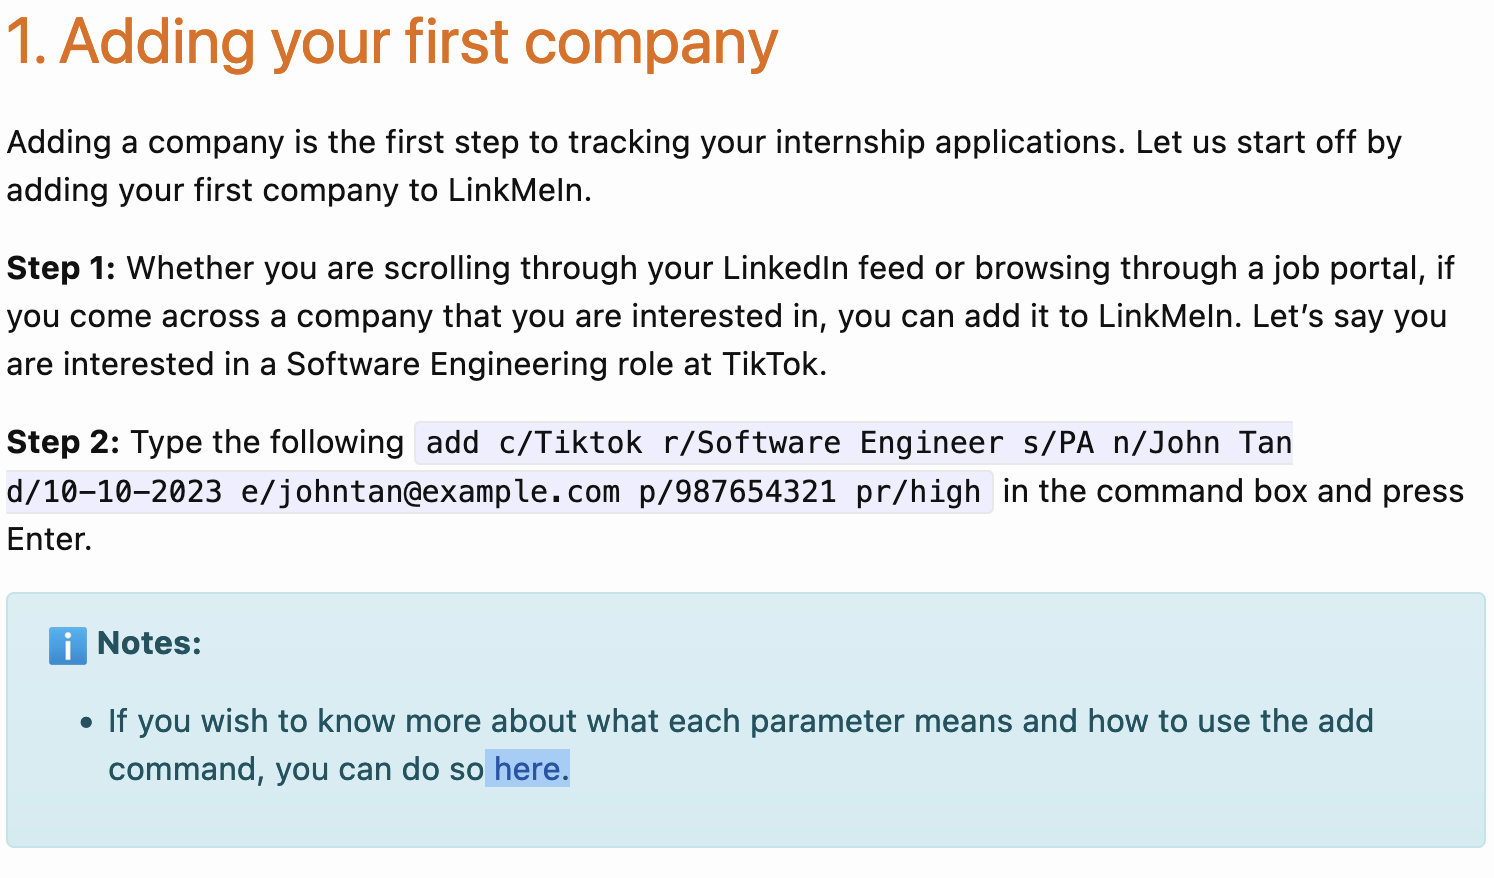 1. Adding your first company
Adding a company is the first step to tracking your internship applications. Let us start off by
adding your first company to LinkMeIn.
Step 1: Whether you are scrolling through your LinkedIn feed or browsing through a job portal, if
you come across a company that you are interested in, you can add it to LinkMeIn. Let’s say you
are interested in a Software Engineering role at TikTok.
Step 2: Type the following add c/Tiktok r/Software Engineer s/PA n/John Tan
d/10-10-2023 e/johntan@example.com p/987654321 pr/high in the command box and press
Enter.
ℹ️ Notes:
• If you wish to know more about what each parameter means and how to use the add
command, you can do so here.